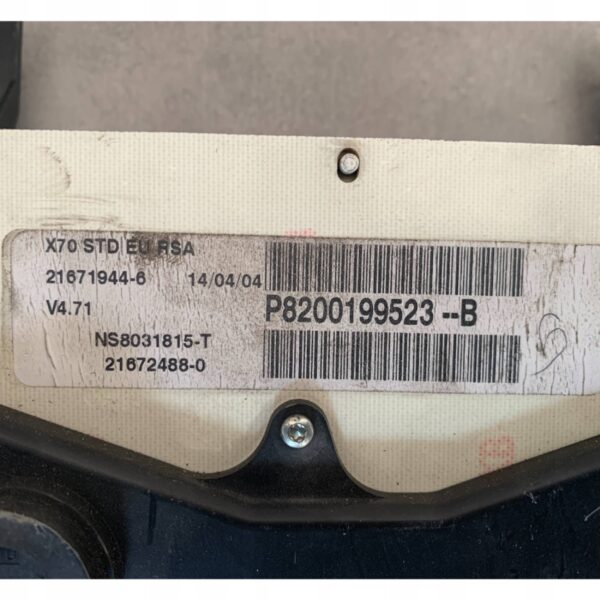 X70 STD EU RSA
21671944-6 14/04/04
V4.71
P8200199523--B
NS8031815-T
21672488-0